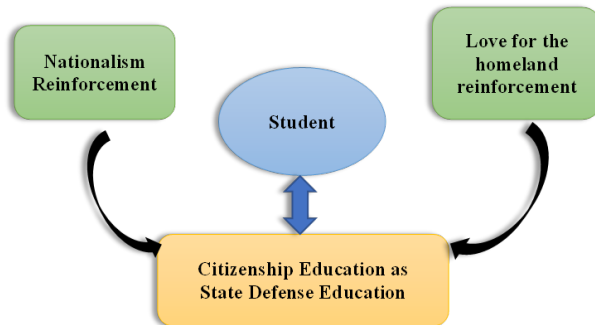 Nationalism
Reinforcement
Love for the
homeland
reinforcement
Student
Citizenship Education as
State Defense Education